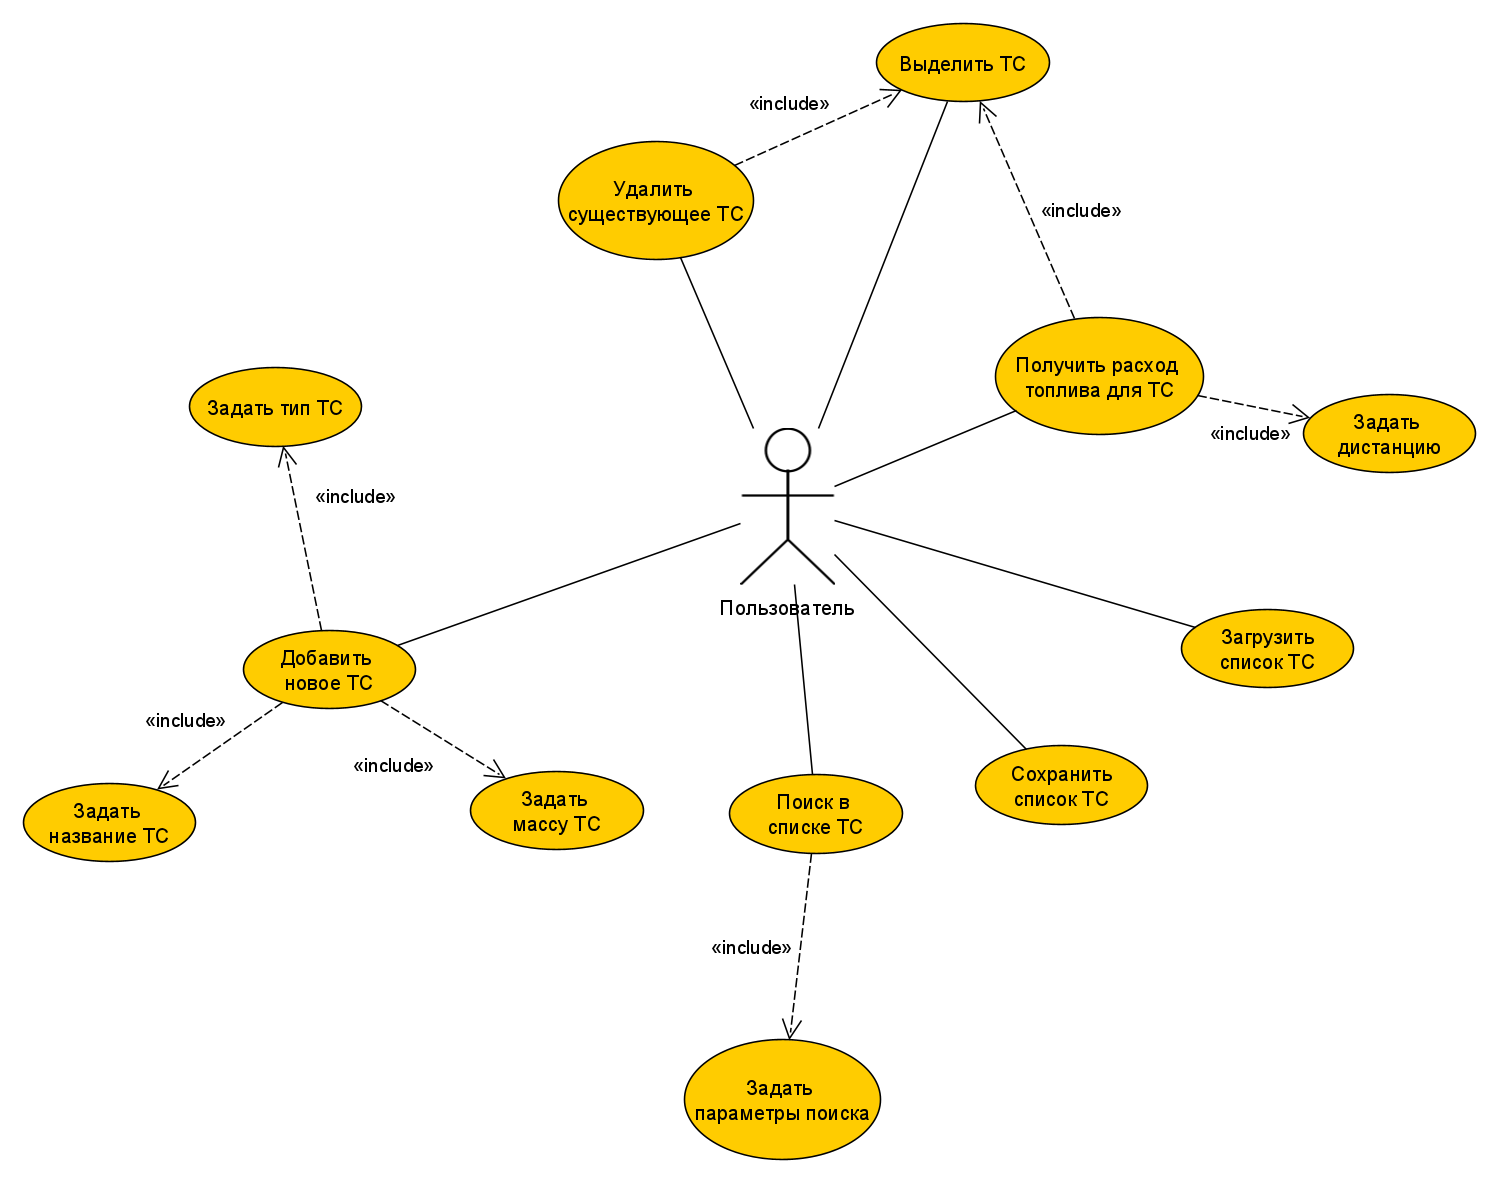 Выделить ТС
«include»
Удалить
существующее ТС
«include»
Получить расход
топлива для ТС
Задать тип ТС
Задать
дистанцию
«include»
«include»
Пользователь
Загрузить
список ТС
Добавить
новое ТС
«include»
«include»
Сохранить
список ТС
Задать
название ТС
Задать
массу ТС
Поиск в
списке ТС
«include»
Задать
параметры поиска